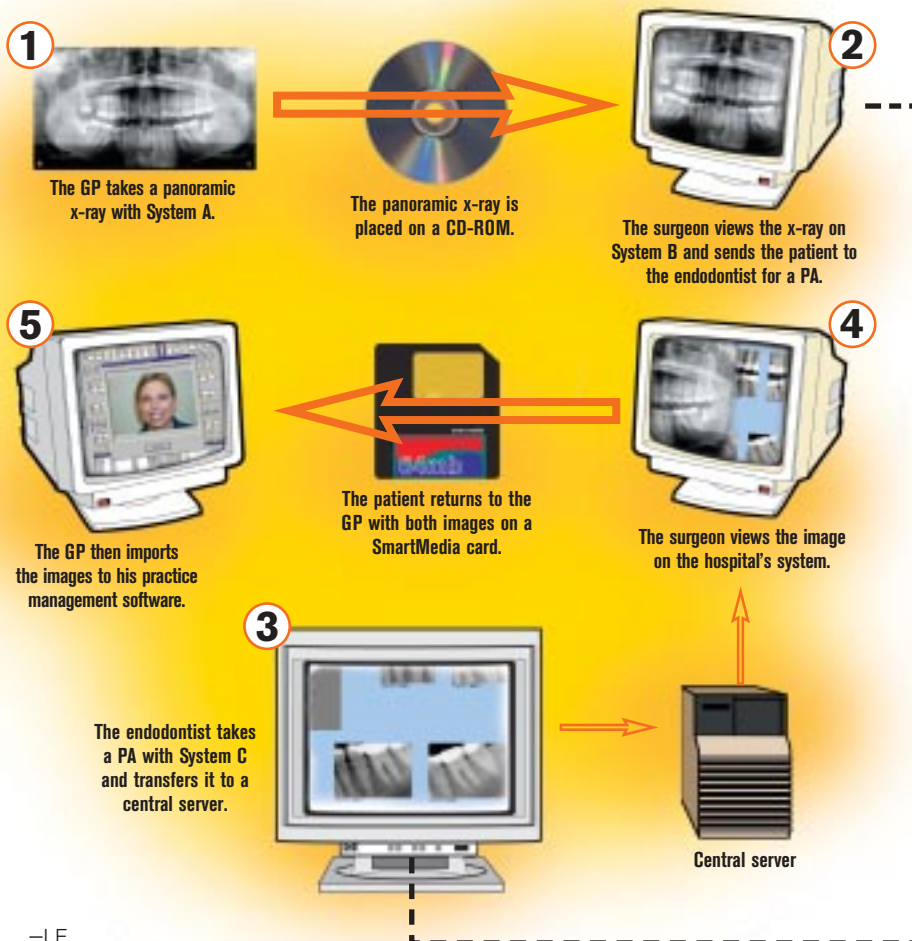 1
The GP takes a panoramic
x-ray with System A.
The panoramic x-ray is
placed on a CD-ROM.
2
The surgeon views the x-ray on
System B and sends the patient to
the endodontist for a PA.
5
The GP then imports
the images to his practice
management software.
64mb
The patient returns to the
GP with both images on a
SmartMedia card.
4
The surgeon views the image
on the hospital's system.
3
The endodontist takes
a PA with System C
and transfers it to a
central server.
Central server